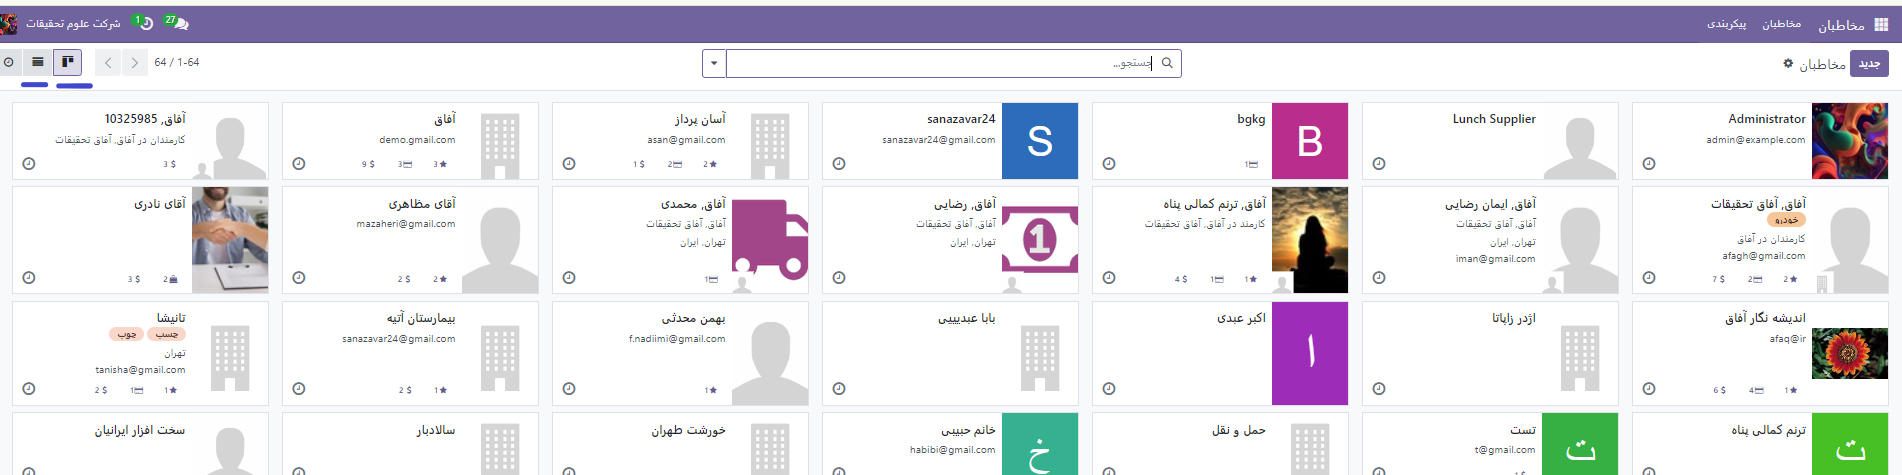 مخاطبان مخاطبان پیکربندی
1 27 شرکت علوم تحقیقات
جدید مخاطبان
جستجو...
64 / 1-64
Administrator
admin@example.com
Lunch Supplier
B
bgkg
1
S
sanazavar24
sanazavar24@gmail.com
آسان پرداز
asan@gmail.com
2 2 1 $
آفاق
demo.gmail.com
3 3 9 $
آفاق, 10325985
کارمندان در آفاق, آفاق تحقیقات
3 $
آفاق, آفاق تحقیقات
خودرو
کارمندان در آفاق
afagh@gmail.com
2 2 7 $
آفاق, ایمان رضایی
آفاق, آفاق تحقیقات
تهران, ایران
iman@gmail.com
آفاق, ترنم کمالی پناه
کارمند در آفاق, آفاق تحقیقات
1 1 4 $
1
آفاق, رضایی
آفاق, آفاق تحقیقات
تهران, ایران
آفاق, محمدی
آفاق, آفاق تحقیقات
تهران, ایران
1
آقای مظاهری
mazaheri@gmail.com
2 2 $
آقای نادری
2 3 $
اندیشه نگار آفاق
afaq@ir
1 4 6 $
اژدر زاپاتا
ا
اکبر عبدی
بابا عبدیییی
بهمن محدثی
f.nadiimi@gmail.com
1
بیمارستان آتیه
sanazavar24@gmail.com
1 2 $
تانیشا
چسب چوب
تهران
tanisha@gmail.com
1 1 2 $
ت
ترنم کمالی پناه
ت
تست
t@gmail.com
حمل و نقل
خ
خانم حبیبی
habibi@gmail.com
خورشت طهران
سالادبار
سخت افزار ایرانیان